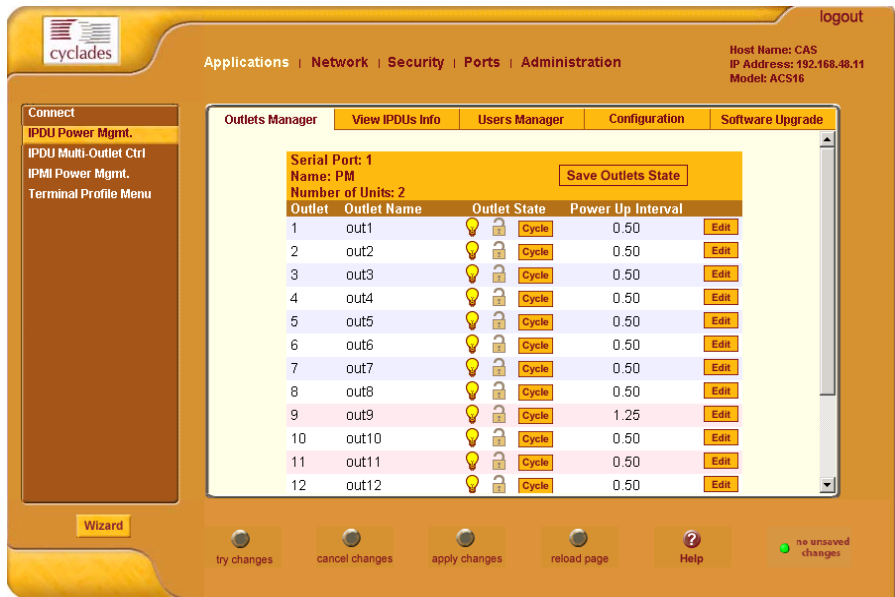 cyclades
logout
Applications | Network | Security | Ports | Administration
Host Name: CAS
IP Address: 192.168.48.11
Model: ACS16
Connect
IPDU Power Mgmt.
IPDU Multi-Outlet Ctrl
IPMI Power Mgmt.
Terminal Profile Menu
Outlets Manager View IPDUs Info Users Manager Configuration Software Upgrade
Serial Port: 1
Name: PM
Number of Units: 2
Save Outlets State
Outlet Outlet Name Outlet State Power Up Interval
1 out1 Cycle 0.50 Edit
2 out2 Cycle 0.50 Edit
3 out3 Cycle 0.50 Edit
4 out4 Cycle 0.50 Edit
5 out5 Cycle 0.50 Edit
6 out6 Cycle 0.50 Edit
7 out7 Cycle 0.50 Edit
8 out8 Cycle 0.50 Edit
9 out9 Cycle 1.25 Edit
10 out10 Cycle 0.50 Edit
11 out11 Cycle 0.50 Edit
12 out12 Cycle 0.50 Edit
Wizard
try changes cancel changes apply changes reload page Help
no unsaved
changes